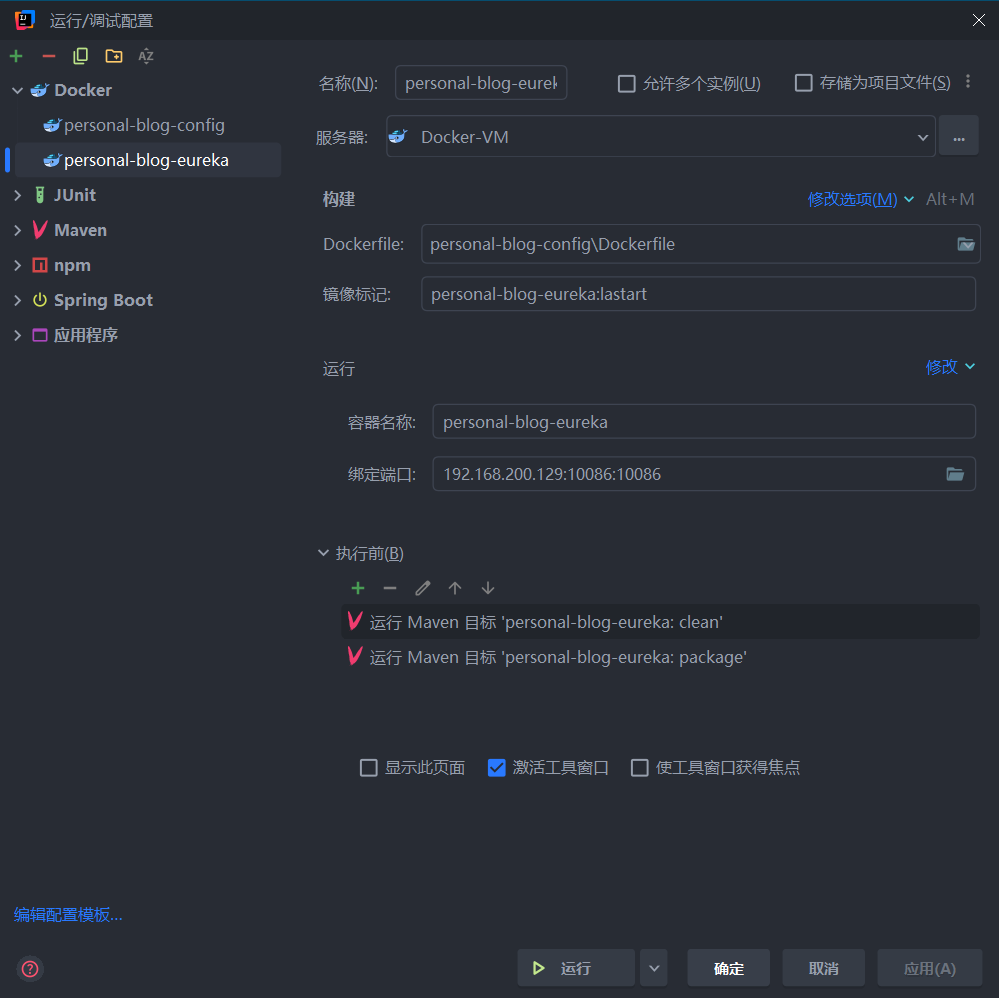 运行/调试配置
AZ
Docker
personal-blog-config
personal-blog-eureka
JUnit
Maven
npm
Spring Boot
应用程序
编辑配置模板...
名称(N): personal-blog-eurek 允许多个实例(U) 存储为项目文件(S)
服务器: Docker-VM ...
构建 修改选项(M) Alt+M
Dockerfile: personal-blog-config\Dockerfile
镜像标记: personal-blog-eureka:lastart
运行 修改
容器名称: personal-blog-eureka
绑定端口: 192.168.200.129:10086:10086
执行前(B)
运行 Maven 目标 'personal-blog-eureka: clean'
运行 Maven 目标 'personal-blog-eureka: package'
显示此页面 激活工具窗口 使工具窗口获得焦点
? 运行 确定 取消 应用(A)